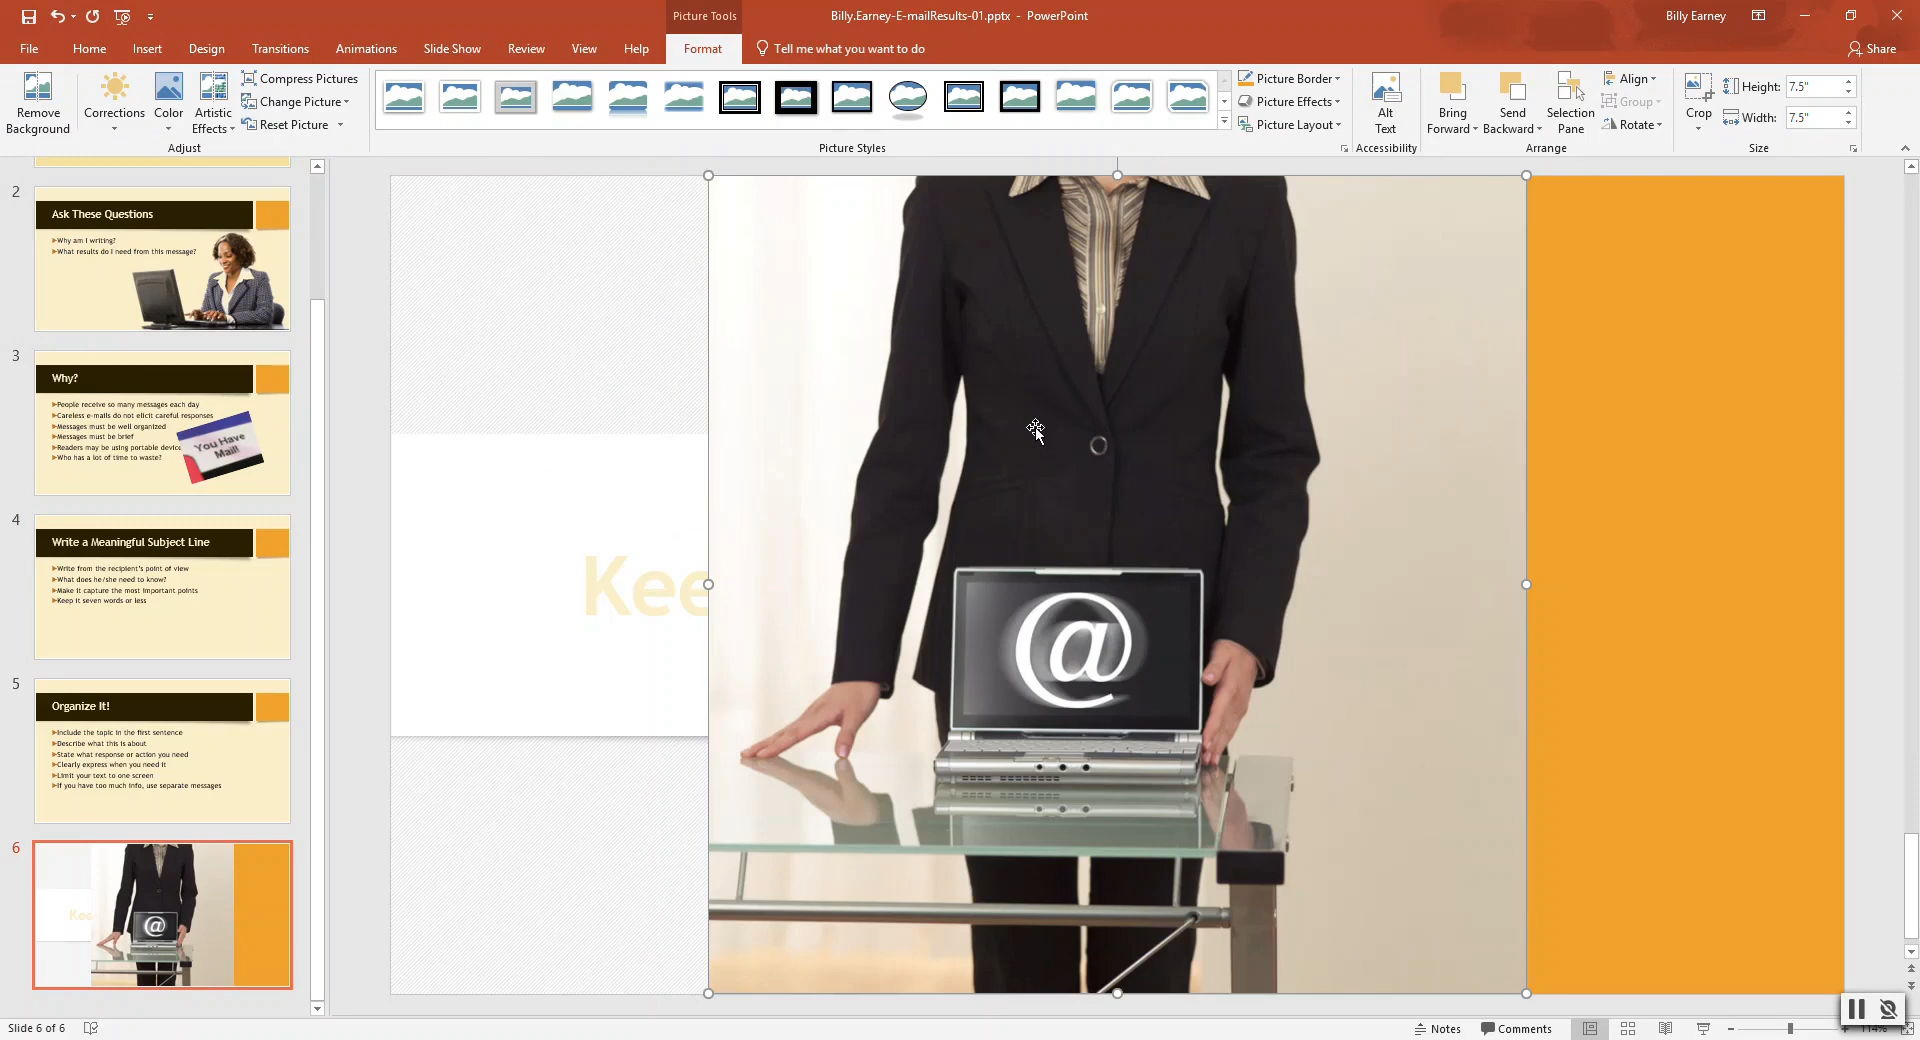 Picture Tools
Billy.Earney-E-mailResults-01.pptx - PowerPoint
Billy Earney
File Home Insert Design Transitions Animations Slide Show Review View Help Format Tell me what you want to do Share
Remove Background
Corrections
Color
Artistic Effects
Compress Pictures
Change Picture
Reset Picture
Adjust
Picture Styles
Picture Border
Picture Effects
Picture Layout
Alt Text
Accessibility
Bring Forward
Send Backward
Selection Pane
Align
Group
Rotate
Arrange
Crop
Height: 7.5"
Width: 7.5"
Size
2
Ask These Questions
Why am I writing?
What results do I need from this message?
3
Why?
People receive so many messages each day
Careless e-mails do not elicit careful responses
Messages must be well organized
Messages must be brief
Readers may be using portable device
Who has a lot of time to waste?
You Have
Mail!
4
Write a Meaningful Subject Line
Write from the recipient's point of view
What does he/she need to know?
Make it capture the most important points
Keep it seven words or less
5
Organize It!
Include the topic in the first sentence
Describe what this is about
State what response or action you need
Clearly express when you need it
Limit your text to one screen
If you have too much info, use separate messages
6
Kee
@
Kee
@
Slide 6 of 6
Notes
Comments
114%